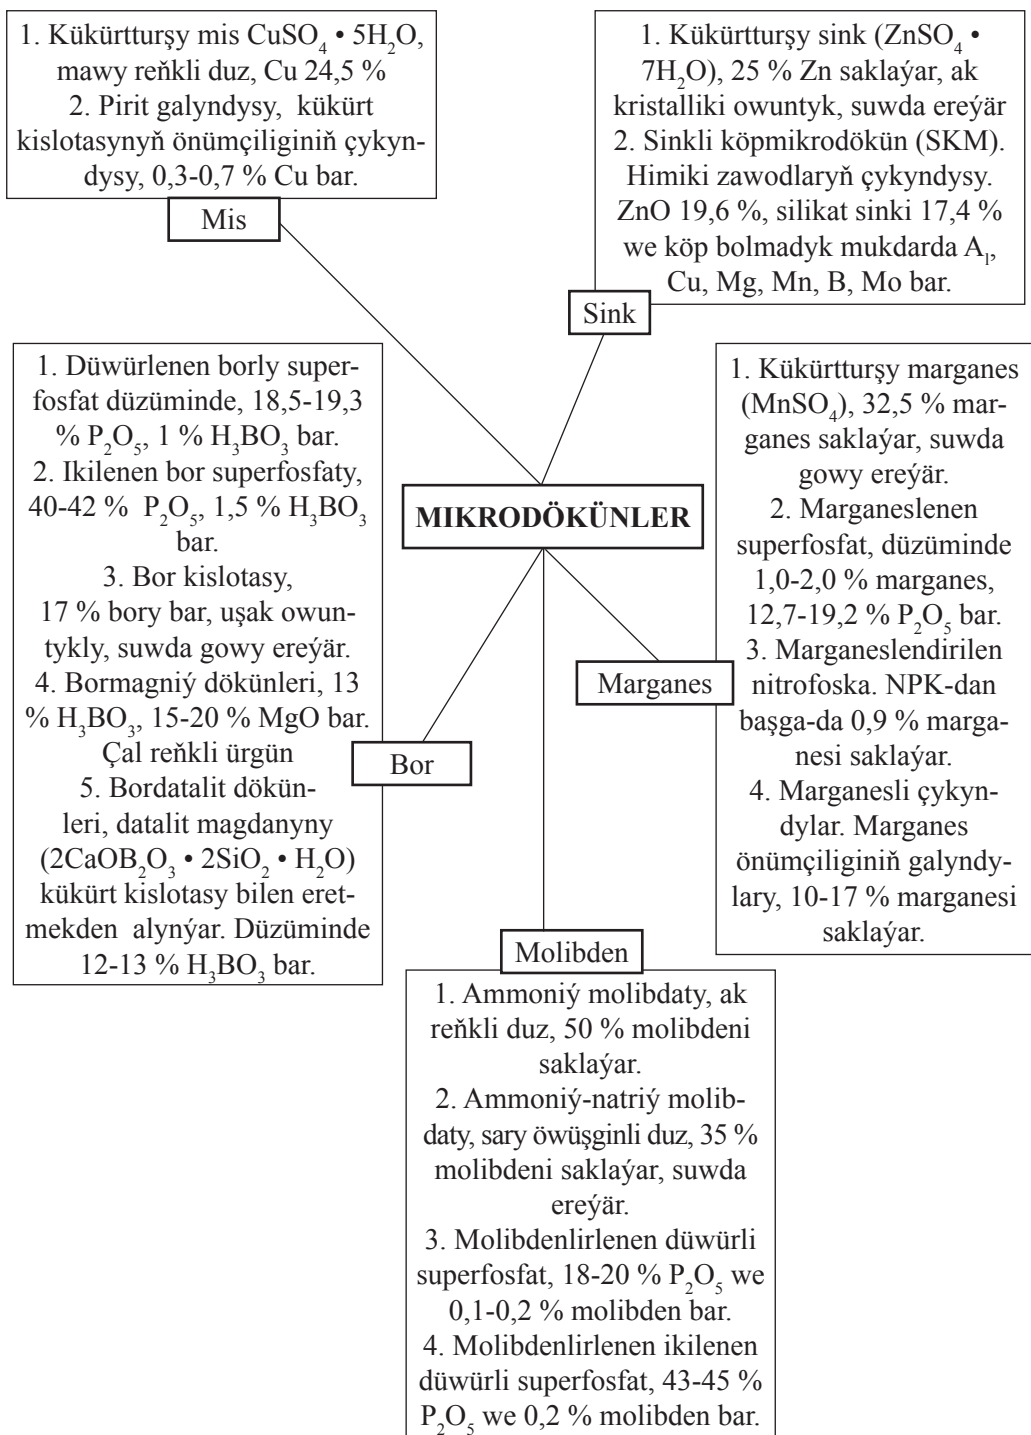 1. Kükürtturşy mis CuSO₄ • 5H₂O,
mawy reňkli duz, Cu 24,5 %
2. Pirit galyndysy, kükürt
kislotasynyň önümçiliginiň çykyn-
dysy, 0,3-0,7 % Cu bar.
Mis
1. Kükürtturşy sink (ZnSO₄ •
7H₂O), 25 % Zn saklaýar, ak
kristalliki owuntyk, suwda ereýär
2. Sinkli köpmikrodökün (SKM).
Himiki zawodlaryň çykyndysy.
ZnO 19,6 %, silikat sinki 17,4 %
we köp bolmadyk mukdarda Aₗ,
Cu, Mg, Mn, B, Mo bar.
Sink
1. Düwürlenen borly super-
fosfat düzüminde, 18,5-19,3
% P₂O₅, 1 % H₃BO₃ bar.
2. Ikilenen bor superfosfaty,
40-42 % P₂O₅, 1,5 % H₃BO₃
bar.
3. Bor kislotasy,
17 % bory bar, uşak owun-
tykly, suwda gowy ereýär.
4. Bormagniý dökünleri, 13
% H₃BO₃, 15-20 % MgO bar.
Çal reňkli ürgün
5. Bordatalit dökün-
leri, datalit magdanyny
(2CaOB₂O₃ • 2SiO₂ • H₂O)
kükürt kislotasy bilen eret-
mekden alynýar. Düzüminde
12-13 % H₃BO₃ bar.
Bor
MIKRODÖKÜNLER
1. Kükürtturşy marganes
(MnSO₄), 32,5 % mar-
ganes saklaýar, suwda
gowy ereýär.
2. Marganeslenen
superfosfat, düzüminde
1,0-2,0 % marganes,
12,7-19,2 % P₂O₅ bar.
3. Marganeslendirilen
nitrofoska. NPK-dan
başga-da 0,9 % marga-
nesi saklaýar.
4. Marganesli çykyn-
dylar. Marganes
önümçiliginiň galyndy-
lary, 10-17 % marganesi
saklaýar.
Marganes
Molibden
1. Ammoniý molibdaty, ak
reňkli duz, 50 % molibdeni
saklaýar.
2. Ammoniý-natriý molib-
daty, sary öwüşginli duz, 35 %
molibdeni saklaýar, suwda
ereýär.
3. Molibdenlirlenen düwürli
superfosfat, 18-20 % P₂O₅ we
0,1-0,2 % molibden bar.
4. Molibdenlirlenen ikilenen
düwürli superfosfat, 43-45 %
P₂O₅ we 0,2 % molibden bar.